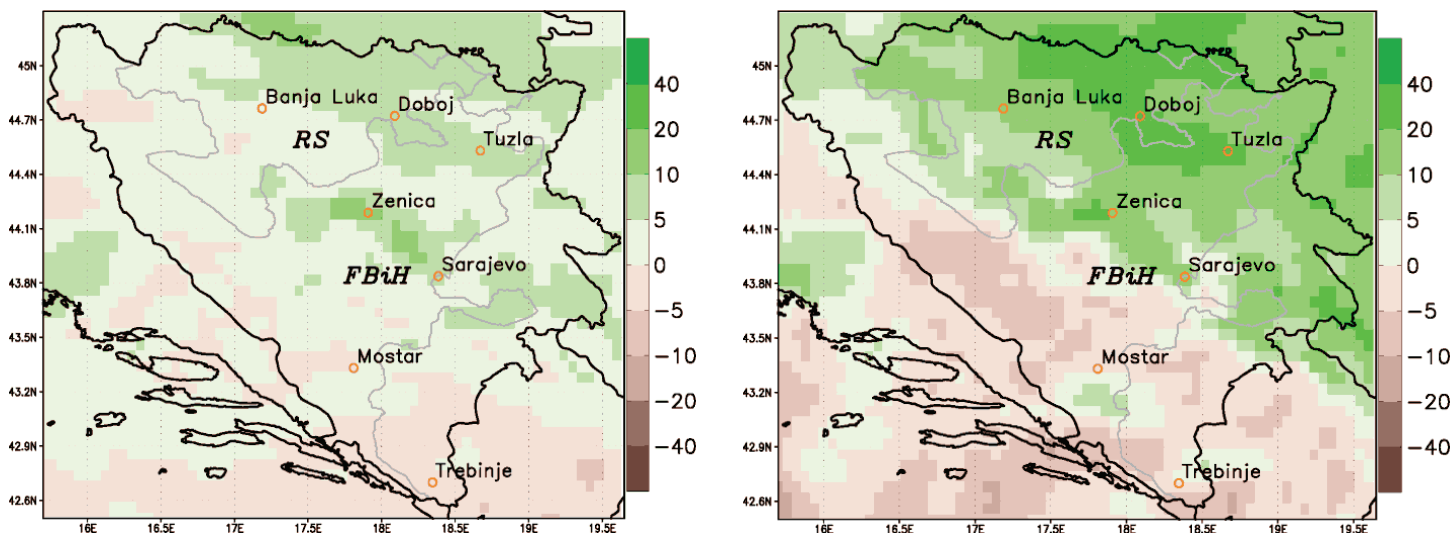 45N
44.7N
44.4N
44.1N
43.8N
43.5N
43.2N
42.9N
42.6N
16E
16.5E
17E
17.5E
18E
18.5E
19E
19.5E
Banja Luka
Doboj
RS
Tuzla
Zenica
FBiH
Sarajevo
Mostar
Trebinje
40
20
10
5
0
−5
−10
−20
−40
45N
44.7N
44.4N
44.1N
43.8N
43.5N
43.2N
42.9N
42.6N
16E
16.5E
17E
17.5E
18E
18.5E
19E
19.5E
Banja Luka
Doboj
RS
Tuzla
Zenica
FBiH
Sarajevo
Mostar
Trebinje
40
20
10
5
0
−5
−10
−20
−40